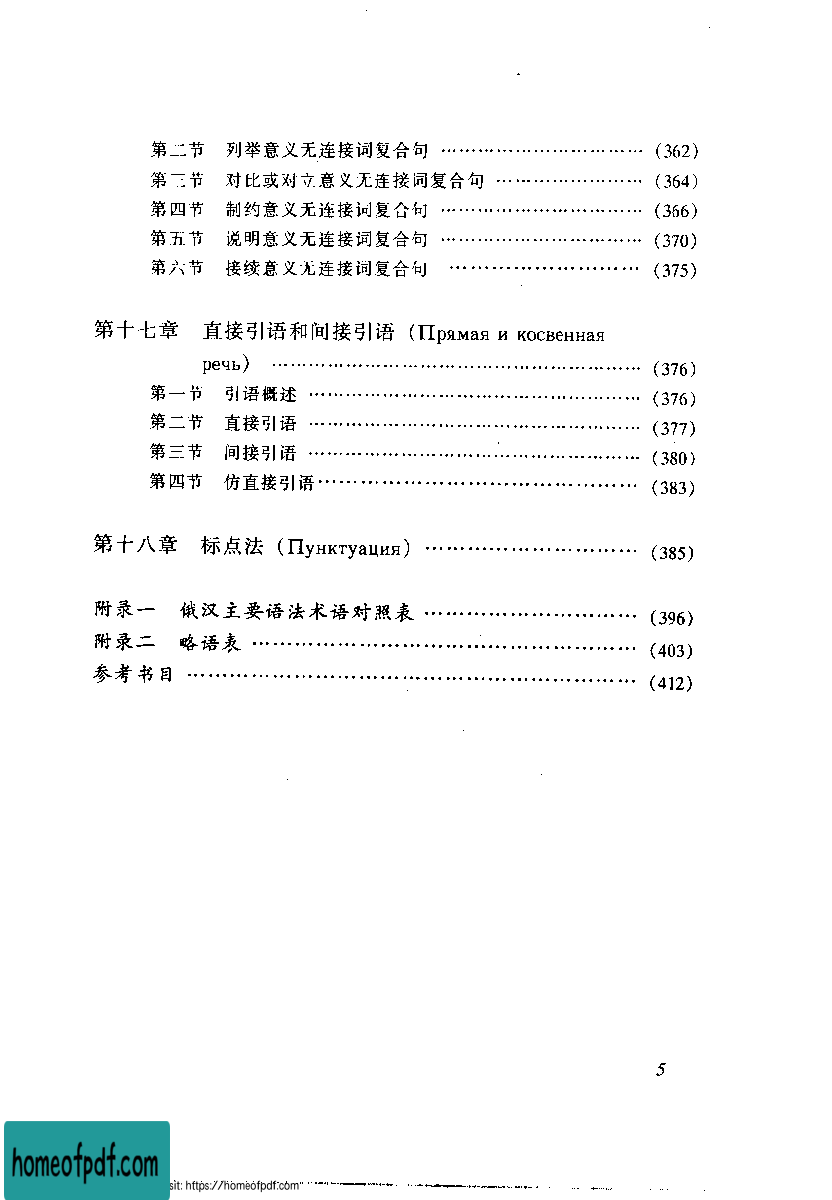 第二节 列举意义无连接词复合句 ……………………………… (362)
第三节 对比或对立意义无连接词复合句 …………………… (364)
第四节 制约意义无连接词复合句 ……………………………… (366)
第五节 说明意义无连接词复合句 ……………………………… (370)
第六节 接续意义无连接词复合句 …………………………… (375)
第十七章 直接引语和间接引语 (Прямая и косвенная
речь) …………………………………………………… (376)
第一节 引语概述 ……………………………………………… (376)
第二节 直接引语 ……………………………………………… (377)
第三节 间接引语 ……………………………………………… (380)
第四节 仿直接引语 …………………………………………… (383)
第十八章 标点法 (Пунктуация) …………………………… (385)
附录一 俄汉主要语法术语对照表 …………………………… (396)
附录二 略语表 ………………………………………………… (403)
参考书目 ……………………………………………………… (412)
5
homeofpdf.com
sit: https://homeofpdf.com